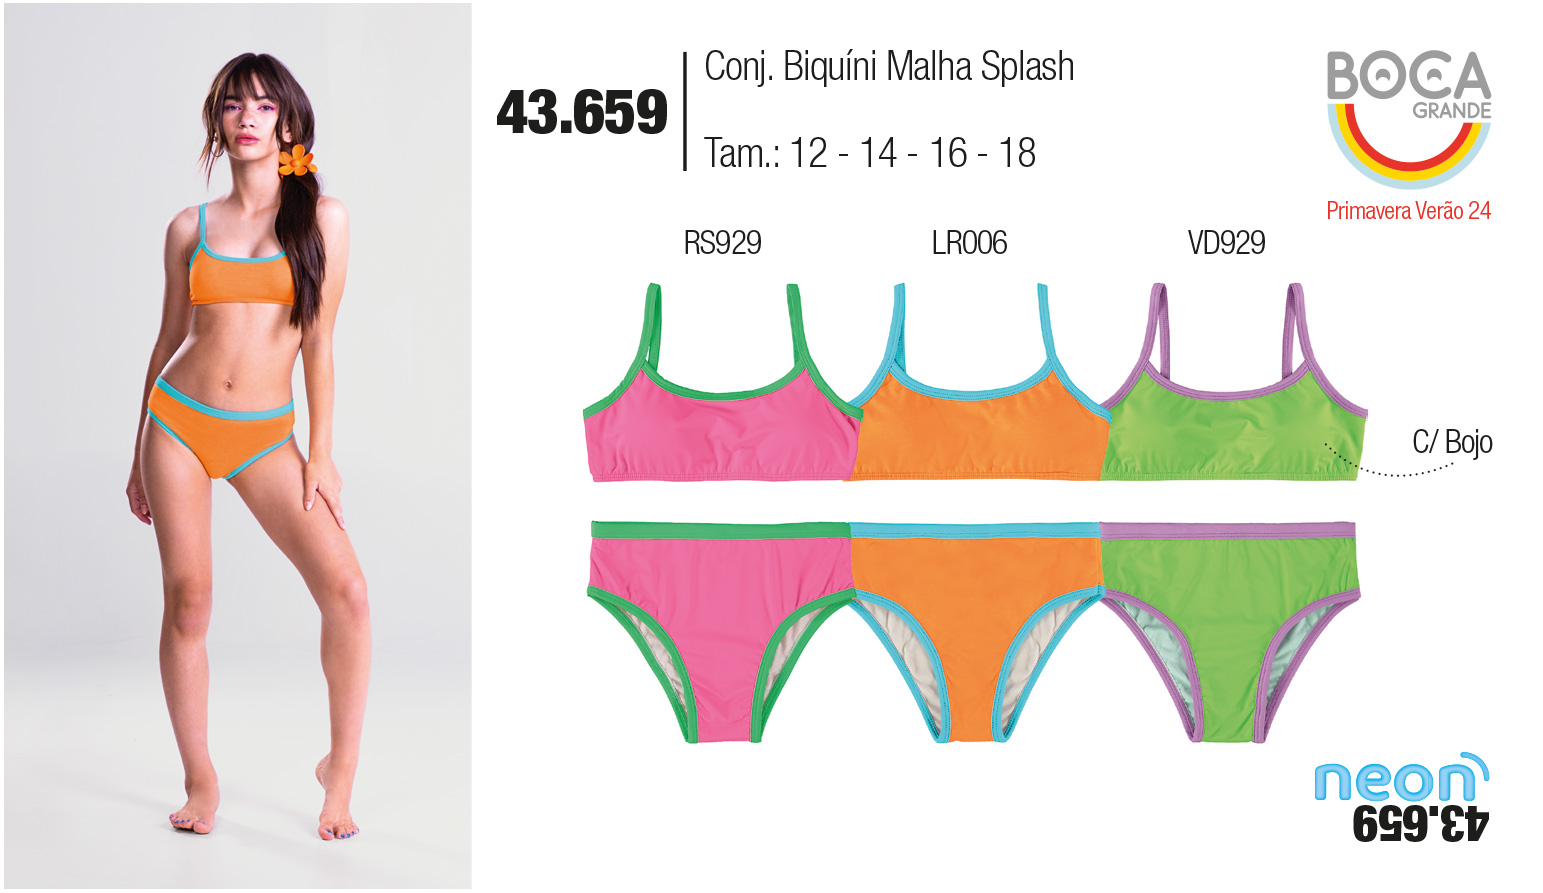 43.659
Conj. Biquíni Malha Splash
Tam.: 12 - 14 - 16 - 18
BOCA
GRANDE
Primavera Verão 24
RS929
LR006
VD929
C/ Bojo
neon
43.659